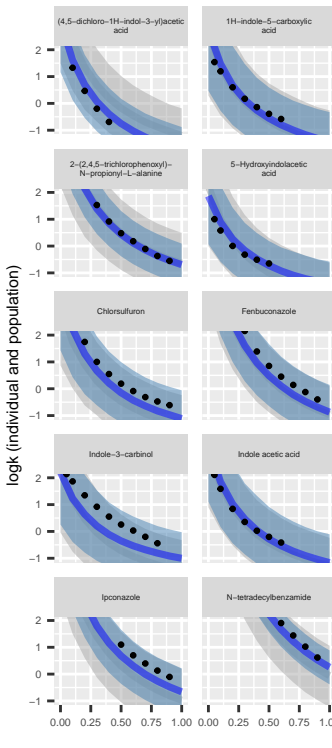 (4,5−dichloro−1H−indol−3−yl)acetic
acid
1H−indole−5−carboxylic
acid
2
1
0
−1
2−(2,4,5−trichlorophenoxyl)−
N−propionyl−L−alanine
5−Hydroxyindolacetic
acid
2
1
0
−1
Chlorsulfuron
Fenbuconazole
2
1
0
−1
Indole−3−carbinol
Indole acetic acid
2
1
0
−1
Ipconazole
N−tetradecylbenzamide
2
1
0
−1
0.00 0.25 0.50 0.75 1.00
0.00 0.25 0.50 0.75 1.00
logk (individual and population)